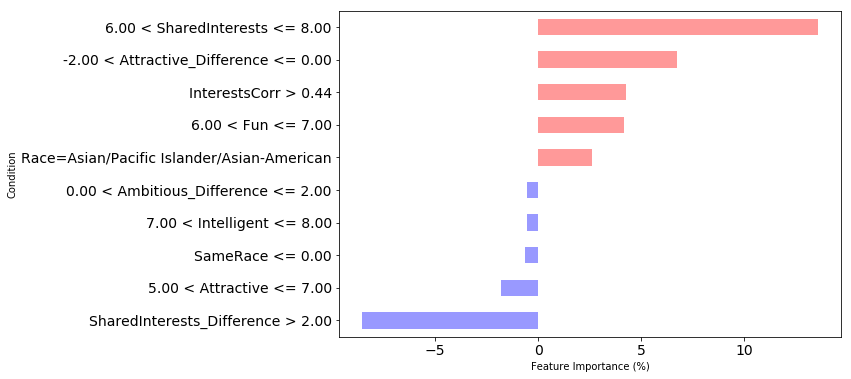 6.00 < SharedInterests <= 8.00
-2.00 < Attractive_Difference <= 0.00
InterestsCorr > 0.44
6.00 < Fun <= 7.00
Race=Asian/Pacific Islander/Asian-American
0.00 < Ambitious_Difference <= 2.00
7.00 < Intelligent <= 8.00
SameRace <= 0.00
5.00 < Attractive <= 7.00
SharedInterests_Difference > 2.00
Condition
−5 0 5 10
Feature Importance (%)